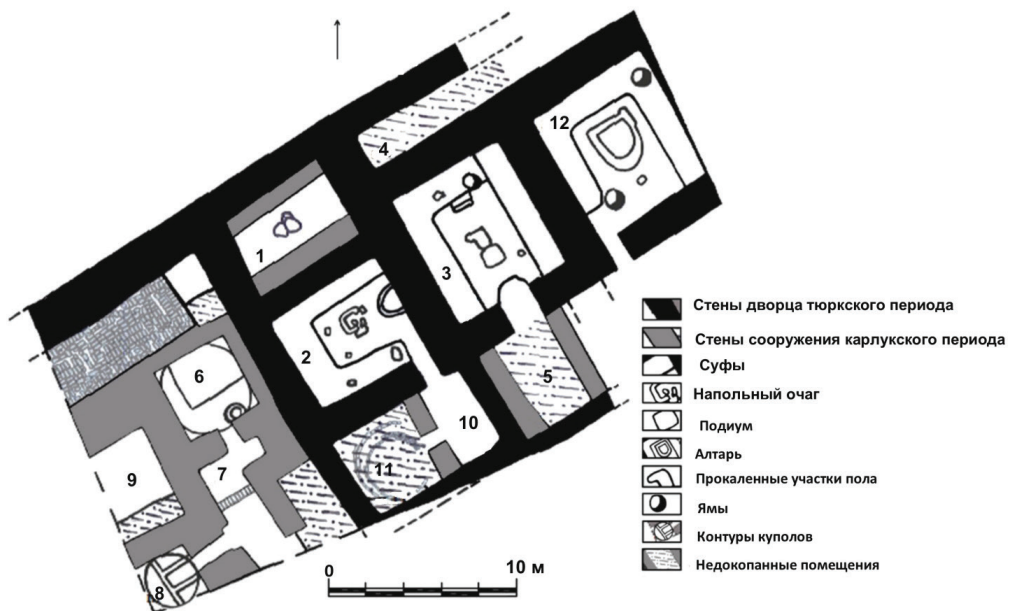 12
4
1
3
2
5
6
10
7
11
9
8
0 10 м
Стены дворца тюркского периода
Стены сооружения карлукского периода
Суфы
Напольный очаг
Подиум
Алтарь
Прокаленные участки пола
Ямы
Контуры куполов
Недокопанные помещения